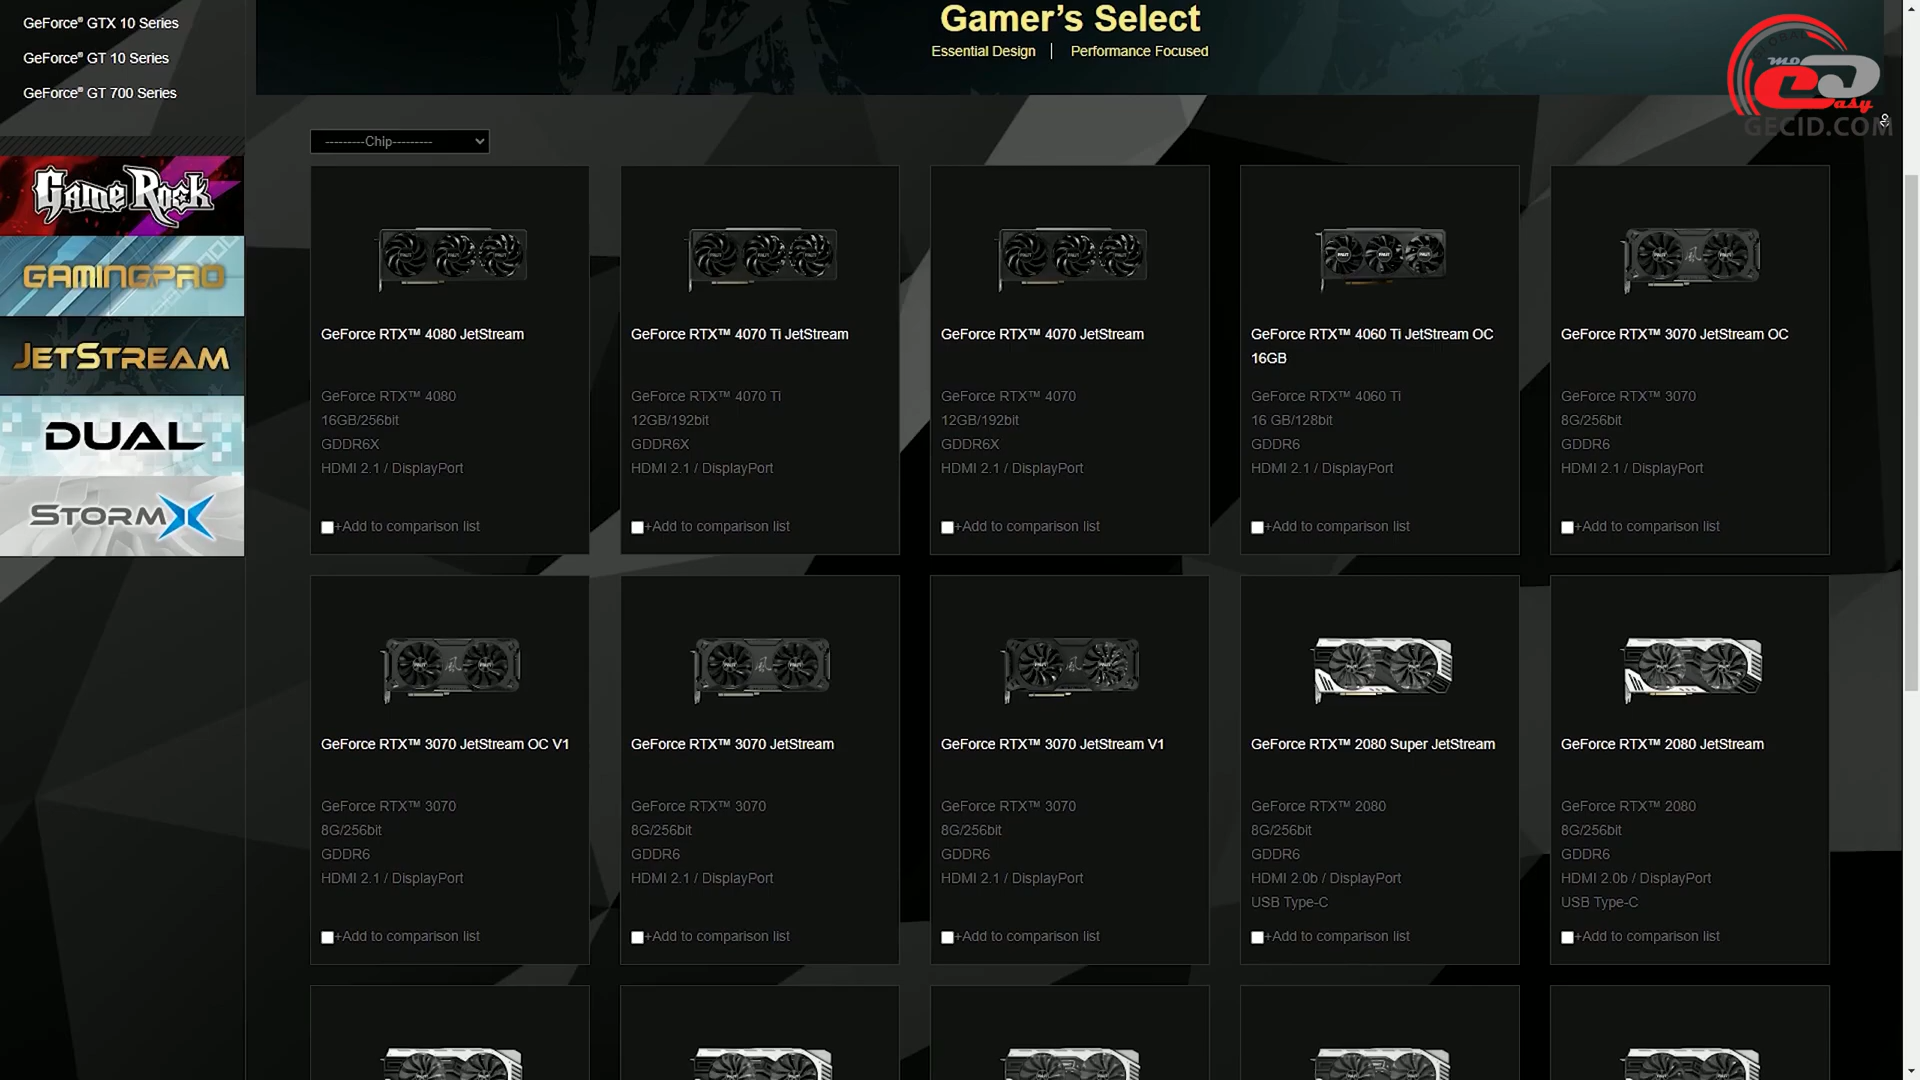 GeForce® GTX 10 Series
GeForce® GT 10 Series
GeForce® GT 700 Series
GAME ROCK
GAMINGPRO
JETSTREAM
DUAL
STORMX
Gamer's Select
Essential Design | Performance Focused
GECID.COM
---------Chip---------
GeForce RTX™ 4080 JetStream
GeForce RTX™ 4080
16GB/256bit
GDDR6X
HDMI 2.1 / DisplayPort
+Add to comparison list
GeForce RTX™ 4070 Ti JetStream
GeForce RTX™ 4070 Ti
12GB/192bit
GDDR6X
HDMI 2.1 / DisplayPort
+Add to comparison list
GeForce RTX™ 4070 JetStream
GeForce RTX™ 4070
12GB/192bit
GDDR6X
HDMI 2.1 / DisplayPort
+Add to comparison list
GeForce RTX™ 4060 Ti JetStream OC
16GB
GeForce RTX™ 4060 Ti
16 GB/128bit
GDDR6
HDMI 2.1 / DisplayPort
+Add to comparison list
GeForce RTX™ 3070 JetStream OC
GeForce RTX™ 3070
8G/256bit
GDDR6
HDMI 2.1 / DisplayPort
+Add to comparison list
GeForce RTX™ 3070 JetStream OC V1
GeForce RTX™ 3070
8G/256bit
GDDR6
HDMI 2.1 / DisplayPort
+Add to comparison list
GeForce RTX™ 3070 JetStream
GeForce RTX™ 3070
8G/256bit
GDDR6
HDMI 2.1 / DisplayPort
+Add to comparison list
GeForce RTX™ 3070 JetStream V1
GeForce RTX™ 3070
8G/256bit
GDDR6
HDMI 2.1 / DisplayPort
+Add to comparison list
GeForce RTX™ 2080 Super JetStream
GeForce RTX™ 2080
8G/256bit
GDDR6
HDMI 2.0b / DisplayPort
USB Type-C
+Add to comparison list
GeForce RTX™ 2080 JetStream
GeForce RTX™ 2080
8G/256bit
GDDR6
HDMI 2.0b / DisplayPort
USB Type-C
+Add to comparison list